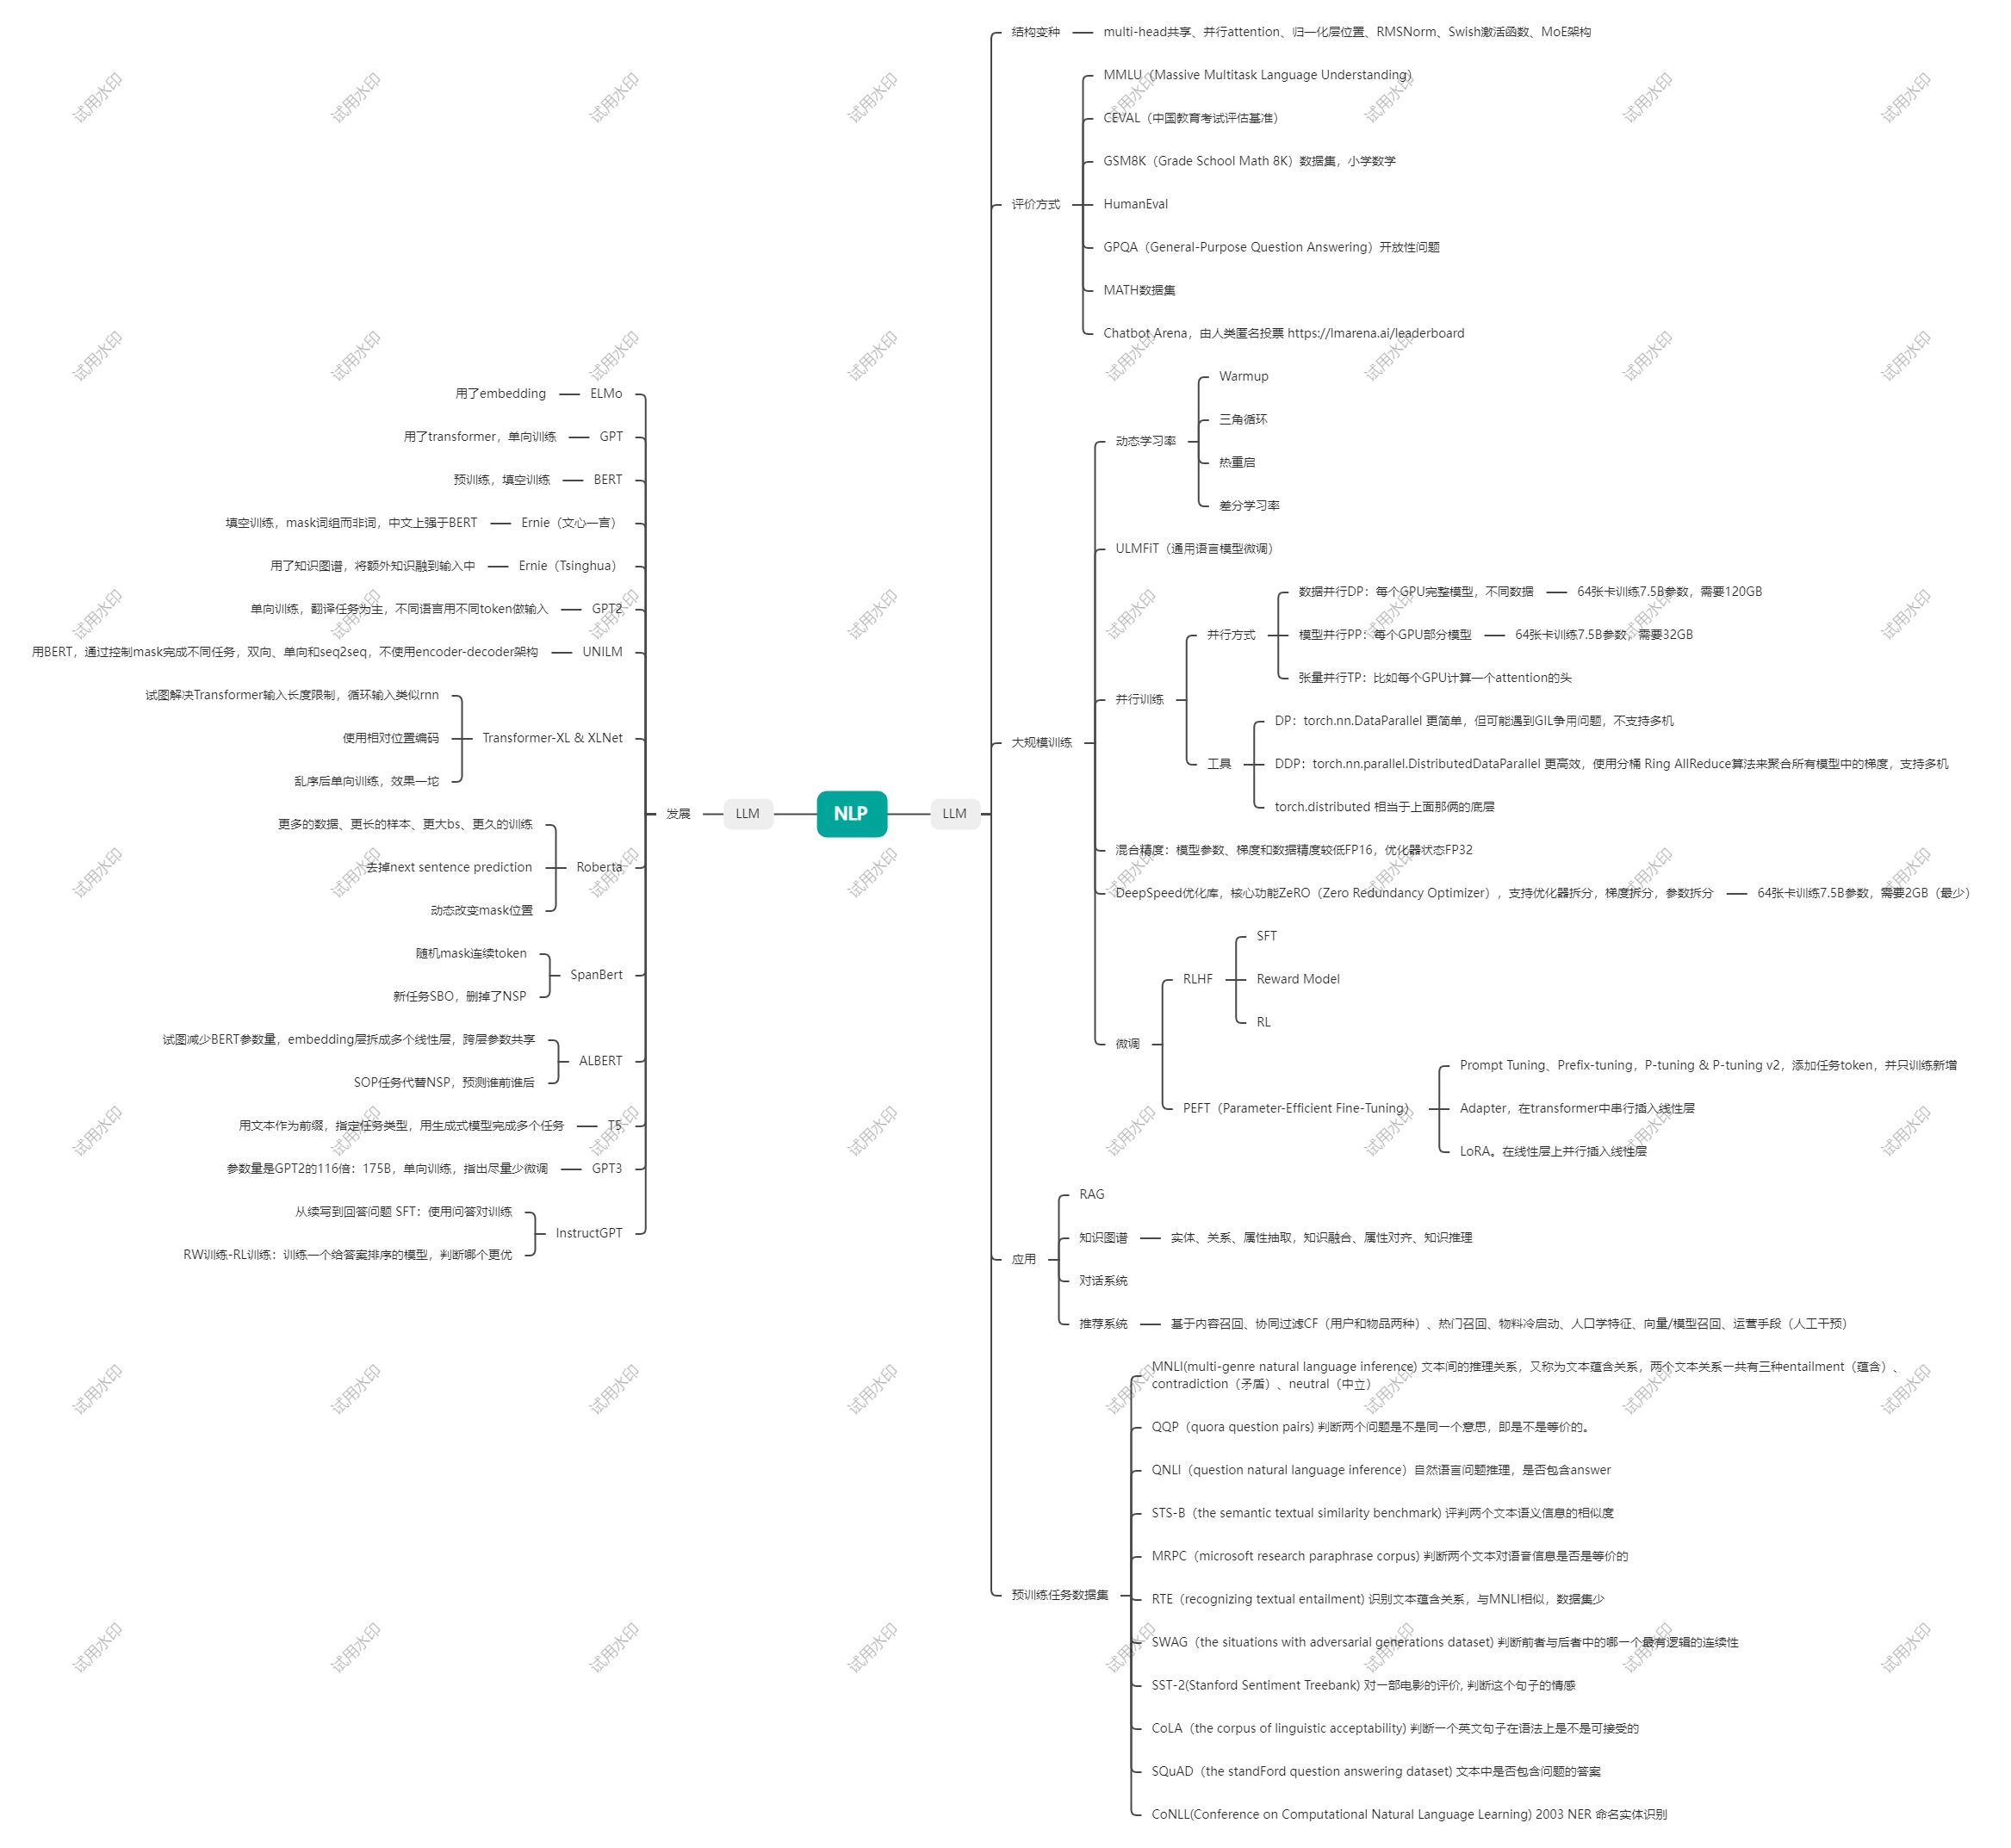 NLP
LLM
发展
ELMo
用了embedding
GPT
用了transformer，单向训练
BERT
预训练，填空训练
Ernie（文心一言）
填空训练，mask词组而非词，中文上强于BERT
Ernie（Tsinghua）
用了知识图谱，将额外知识融到输入中
GPT2
单向训练，翻译任务为主，不同语言用不同token做输入
UNILM
用BERT，通过控制mask完成不同任务，双向、单向和seq2seq，不使用encoder-decoder架构
Transformer-XL & XLNet
试图解决Transformer输入长度限制，循环输入类似rnn
使用相对位置编码
乱序后单向训练，效果一坨
Roberta
更多的数据、更长的样本、更大bs、更久的训练
去掉next sentence prediction
动态改变mask位置
SpanBert
随机mask连续token
新任务SBO，删掉了NSP
ALBERT
试图减少BERT参数量，embedding层拆成多个线性层，跨层参数共享
SOP任务代替NSP，预测谁前谁后
T5
用文本作为前缀，指定任务类型，用生成式模型完成多个任务
GPT3
参数量是GPT2的116倍：175B，单向训练，指出尽量少微调
InstructGPT
从续写到回答问题 SFT：使用问答对训练
RW训练-RL训练：训练一个给答案排序的模型，判断哪个更优
LLM
结构变种
multi-head共享、并行attention、归一化层位置、RMSNorm、Swish激活函数、MoE架构
评价方式
MMLU（Massive Multitask Language Understanding）
CEVAL（中国教育考试评估基准）
GSM8K（Grade School Math 8K）数据集，小学数学
HumanEval
GPQA（General-Purpose Question Answering）开放性问题
MATH数据集
Chatbot Arena，由人类匿名投票 https://lmarena.ai/leaderboard
大规模训练
动态学习率
Warmup
三角循环
热重启
差分学习率
ULMFiT（通用语言模型微调）
并行训练
并行方式
数据并行DP：每个GPU完整模型，不同数据
64张卡训练7.5B参数，需要120GB
模型并行PP：每个GPU部分模型
64张卡训练7.5B参数，需要32GB
张量并行TP：比如每个GPU计算一个attention的头
工具
DP：torch.nn.DataParallel 更简单，但可能遇到GIL争用问题，不支持多机
DDP：torch.nn.parallel.DistributedDataParallel 更高效，使用分桶 Ring AllReduce算法来聚合所有模型中的梯度，支持多机
torch.distributed 相当于上面那俩的底层
混合精度：模型参数、梯度和数据精度较低FP16，优化器状态FP32
DeepSpeed优化库，核心功能ZeRO（Zero Redundancy Optimizer），支持优化器拆分，梯度拆分，参数拆分
64张卡训练7.5B参数，需要2GB（最少）
微调
RLHF
SFT
Reward Model
RL
PEFT（Parameter-Efficient Fine-Tuning）
Prompt Tuning、Prefix-tuning，P-tuning & P-tuning v2，添加任务token，并只训练新增
Adapter，在transformer中串行插入线性层
LoRA。在线性层上并行插入线性层
应用
RAG
知识图谱
实体、关系、属性抽取，知识融合、属性对齐、知识推理
对话系统
推荐系统
基于内容召回、协同过滤CF（用户和物品两种）、热门召回、物料冷启动、人口学特征、向量/模型召回、运营手段（人工干预）
预训练任务数据集
MNLI(multi-genre natural language inference) 文本间的推理关系，又称为文本蕴含关系，两个文本关系一共有三种entailment（蕴含）、
contradiction（矛盾）、neutral（中立）
QQP（quora question pairs) 判断两个问题是不是同一个意思，即是不是等价的。
QNLI（question natural language inference）自然语言问题推理，是否包含answer
STS-B（the semantic textual similarity benchmark) 评判两个文本语义信息的相似度
MRPC（microsoft research paraphrase corpus) 判断两个文本对语音信息是否是等价的
RTE（recognizing textual entailment) 识别文本蕴含关系，与MNLI相似，数据集少
SWAG（the situations with adversarial generations dataset) 判断前者与后者中的哪一个最有逻辑的连续性
SST-2(Stanford Sentiment Treebank) 对一部电影的评价, 判断这个句子的情感
CoLA（the corpus of linguistic acceptability) 判断一个英文句子在语法上是不是可接受的
SQuAD（the standFord question answering dataset) 文本中是否包含问题的答案
CoNLL(Conference on Computational Natural Language Learning) 2003 NER 命名实体识别
试用水印